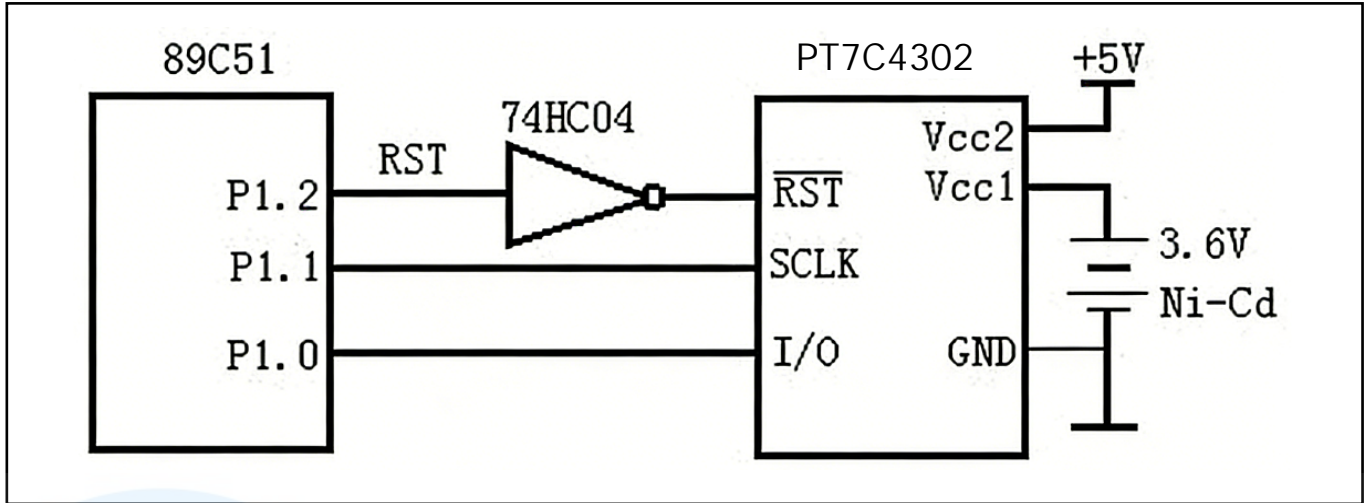 89C51
PT7C4302
+5V
74HC04
Vcc2
RST
Vcc1
P1.2
RST
3.6V
P1.1
SCLK
Ni-Cd
P1.0
I/O
GND